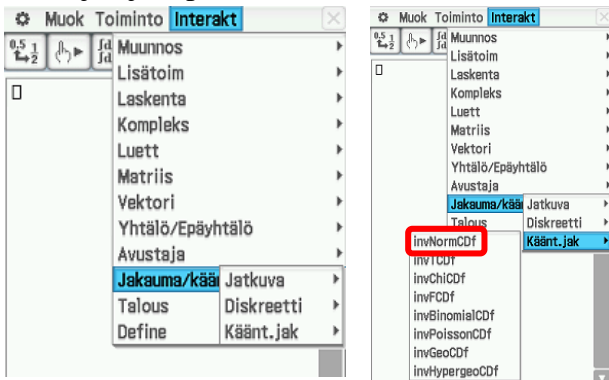 Muok Toiminto Interakt
Muunnos
Lisätoim
Laskenta
Kompleks
Luett
Matriis
Vektori
Yhtälö/Epäyhtälö
Avustaja
Jakauma/kään
Jatkuva
Talous
Diskreetti
Define
Käänt.jak
Muok Toiminto Interakt
Muunnos
Lisätoim
Laskenta
Kompleks
Luett
Matriis
Vektori
Yhtälö/Epäyhtälö
Avustaja
Jakauma/kään
Jatkuva
Talous
Diskreetti
Käänt.jak
invNormCDf
invTCDf
invChiCDf
invFCDf
invBinomialCDf
invPoissonCDf
invGeoCDf
invHypergeoCDf